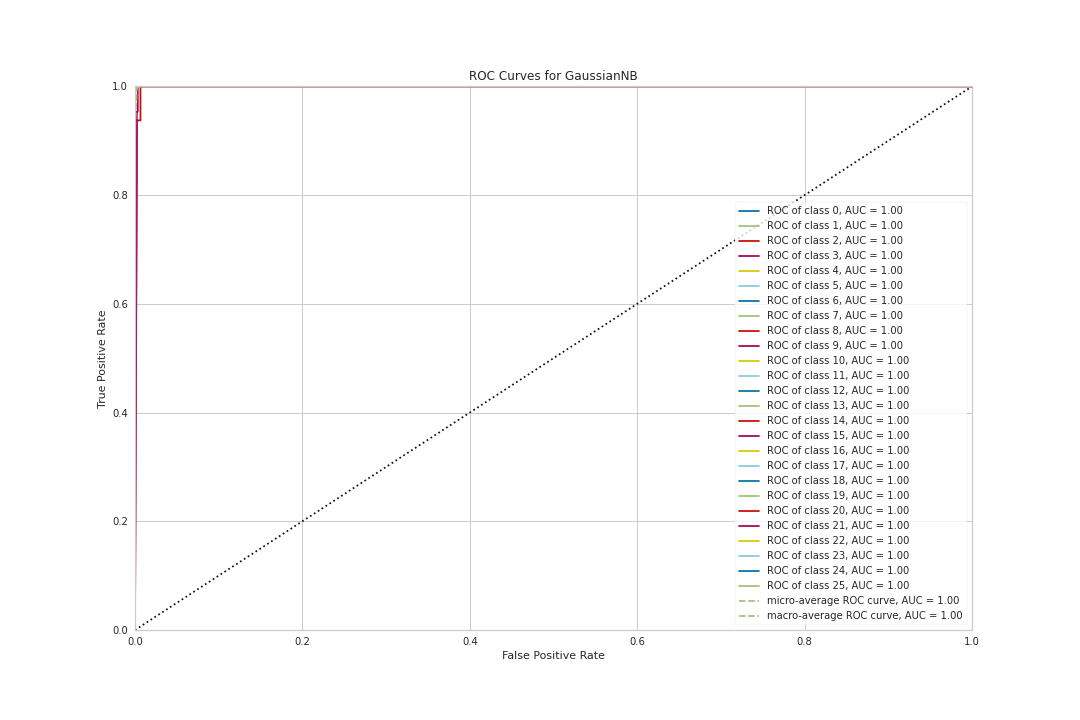 ROC Curves for GaussianNB
1.0
0.8
0.6
0.4
0.2
0.0
True Positive Rate
ROC of class 0, AUC = 1.00
ROC of class 1, AUC = 1.00
ROC of class 2, AUC = 1.00
ROC of class 3, AUC = 1.00
ROC of class 4, AUC = 1.00
ROC of class 5, AUC = 1.00
ROC of class 6, AUC = 1.00
ROC of class 7, AUC = 1.00
ROC of class 8, AUC = 1.00
ROC of class 9, AUC = 1.00
ROC of class 10, AUC = 1.00
ROC of class 11, AUC = 1.00
ROC of class 12, AUC = 1.00
ROC of class 13, AUC = 1.00
ROC of class 14, AUC = 1.00
ROC of class 15, AUC = 1.00
ROC of class 16, AUC = 1.00
ROC of class 17, AUC = 1.00
ROC of class 18, AUC = 1.00
ROC of class 19, AUC = 1.00
ROC of class 20, AUC = 1.00
ROC of class 21, AUC = 1.00
ROC of class 22, AUC = 1.00
ROC of class 23, AUC = 1.00
ROC of class 24, AUC = 1.00
ROC of class 25, AUC = 1.00
micro-average ROC curve, AUC = 1.00
macro-average ROC curve, AUC = 1.00
0.0 0.2 0.4 0.6 0.8 1.0
False Positive Rate